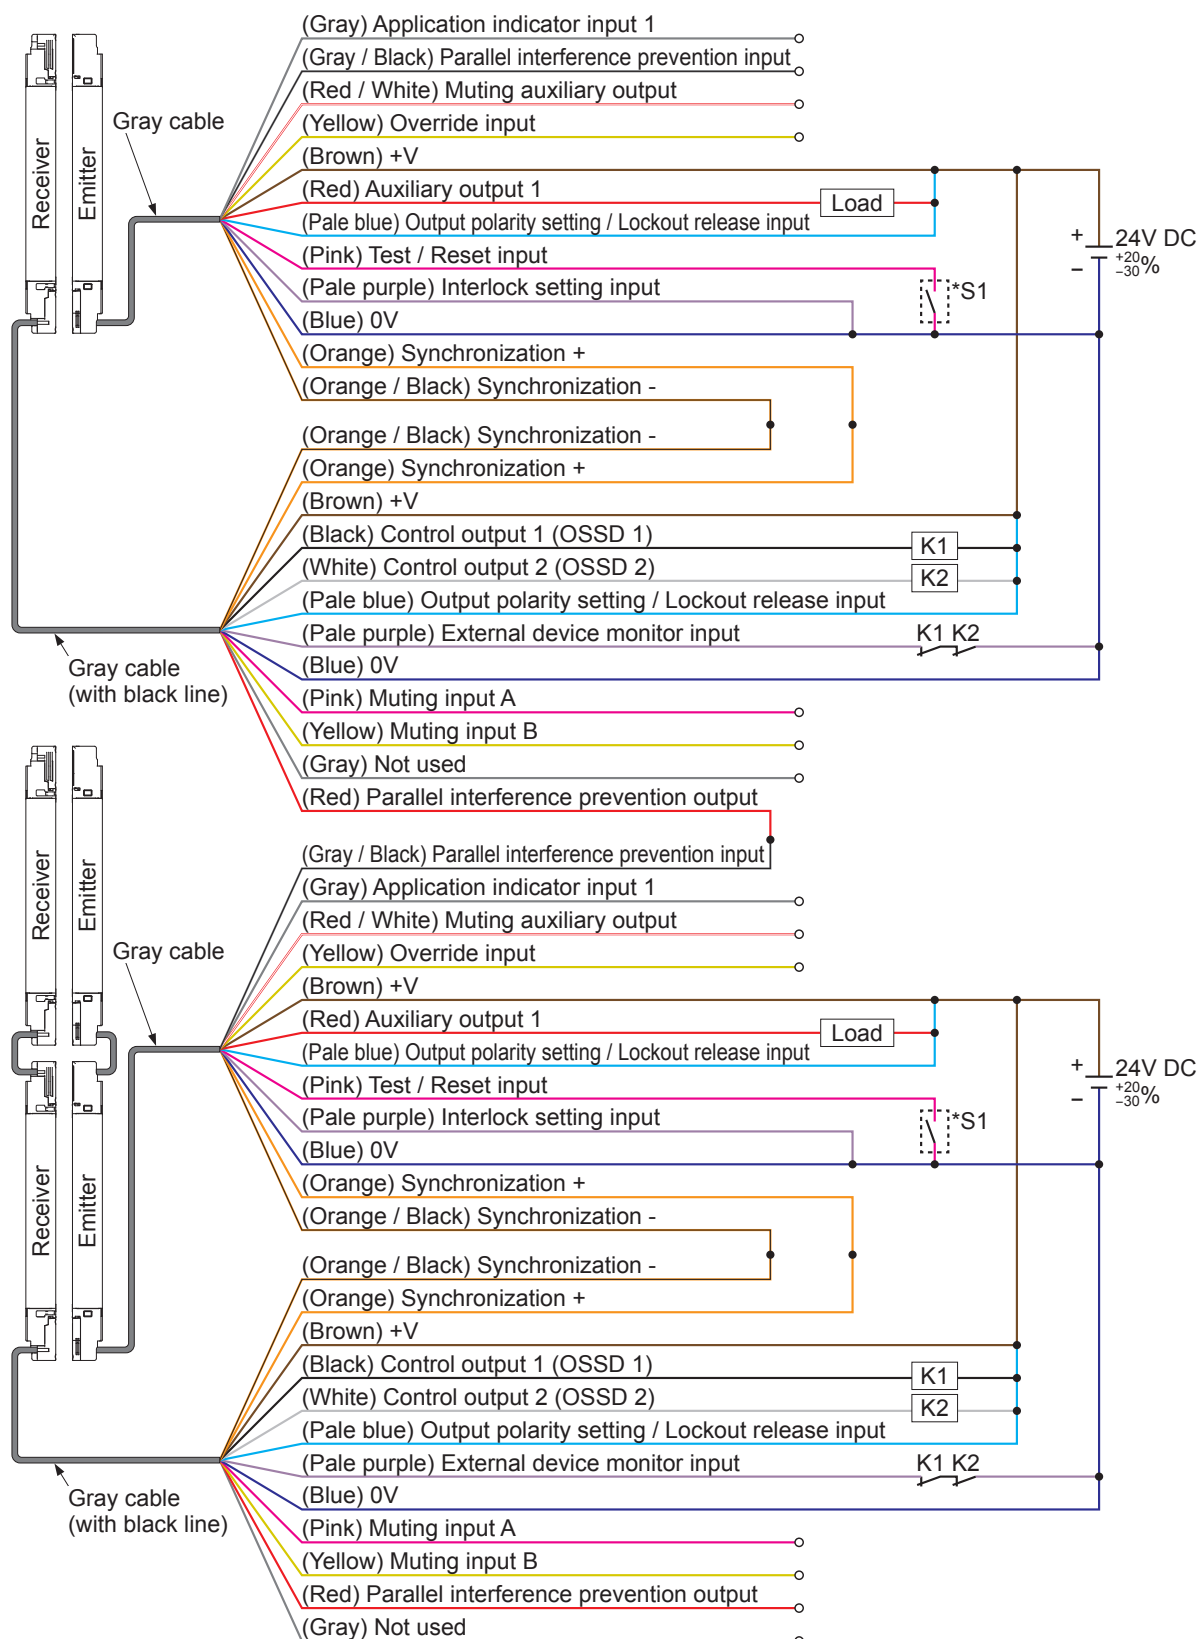 (Gray) Application indicator input 1
(Gray / Black) Parallel interference prevention input
(Red / White) Muting auxiliary output
Gray cable
(Yellow) Override input
(Brown) +V
Receiver
Emitter
(Red) Auxiliary output 1
Load
(Pale blue) Output polarity setting / Lockout release input
+
24V DC
+20
−30 %
−
(Pink) Test / Reset input
(Pale purple) Interlock setting input
*S1
(Blue) 0V
(Orange) Synchronization +
(Orange / Black) Synchronization -
(Orange / Black) Synchronization -
(Orange) Synchronization +
(Brown) +V
(Black) Control output 1 (OSSD 1)
K1
(White) Control output 2 (OSSD 2)
K2
(Pale blue) Output polarity setting / Lockout release input
(Pale purple) External device monitor input
K1 K2
Gray cable
(with black line)
(Blue) 0V
(Pink) Muting input A
(Yellow) Muting input B
(Gray) Not used
(Red) Parallel interference prevention output
(Gray / Black) Parallel interference prevention input
(Gray) Application indicator input 1
Receiver
Emitter
(Red / White) Muting auxiliary output
Gray cable
(Yellow) Override input
(Brown) +V
(Red) Auxiliary output 1
Load
(Pale blue) Output polarity setting / Lockout release input
+
24V DC
+20
−30 %
−
(Pink) Test / Reset input
(Pale purple) Interlock setting input
*S1
(Blue) 0V
Receiver
Emitter
(Orange) Synchronization +
(Orange / Black) Synchronization -
(Orange / Black) Synchronization -
(Orange) Synchronization +
(Brown) +V
(Black) Control output 1 (OSSD 1)
K1
(White) Control output 2 (OSSD 2)
K2
(Pale blue) Output polarity setting / Lockout release input
(Pale purple) External device monitor input
K1 K2
Gray cable
(with black line)
(Blue) 0V
(Pink) Muting input A
(Yellow) Muting input B
(Red) Parallel interference prevention output
(Gray) Not used